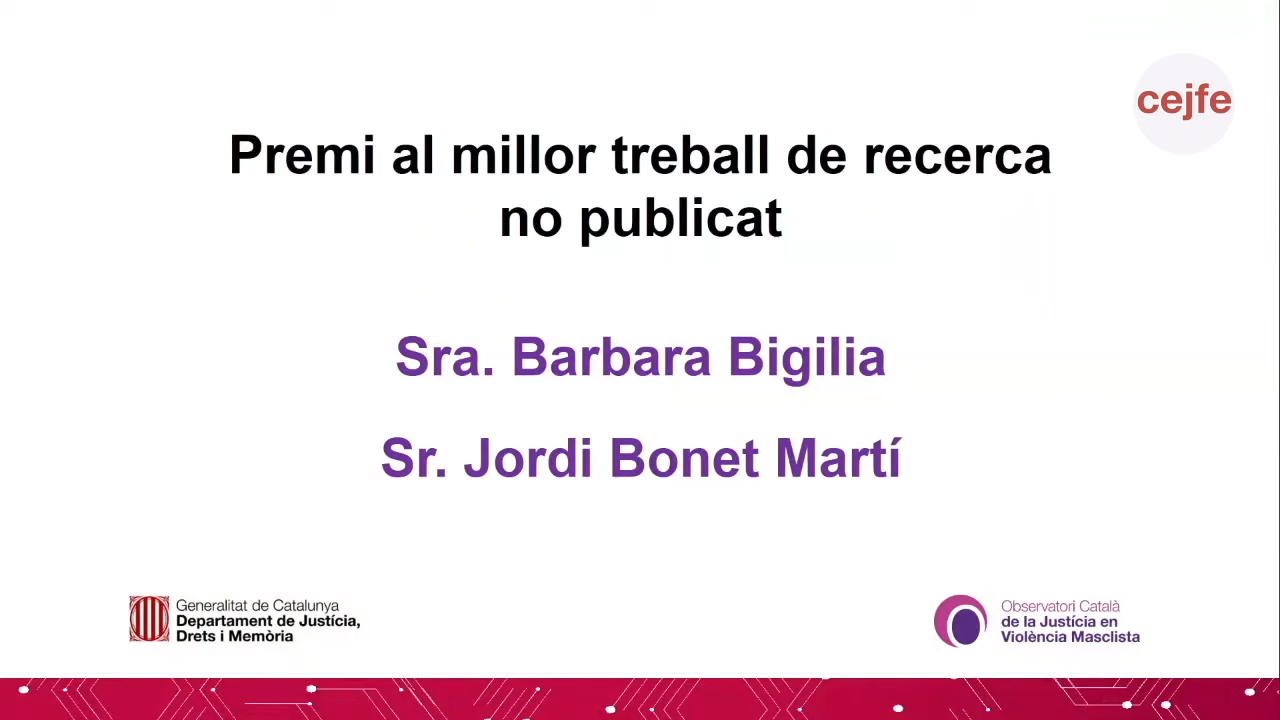 cejfe
Premi al millor treball de recerca
no publicat
Sra. Barbara Bigilia
Sr. Jordi Bonet Martí
Generalitat de Catalunya
Departament de Justícia,
Drets i Memòria
Observatori Català
de la Justícia en
Violència Masclista